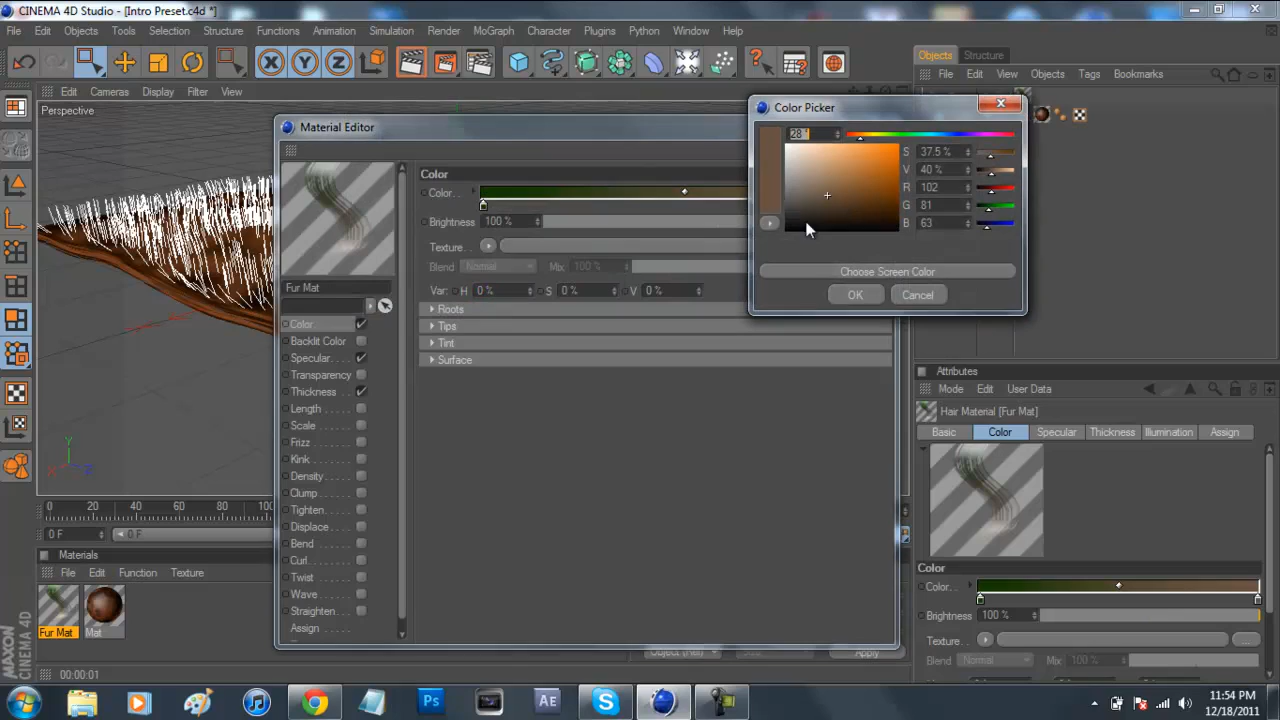 CINEMA 4D Studio - [Intro Preset.c4d *]
File Edit Objects Tools Selection Structure Functions Animation Simulation Render MoGraph Character Plugins Python Window Help
Objects Structure
Edit Cameras Display Filter View
File Edit View Objects Tags Bookmarks
Perspective
Material Editor
Color Picker
28 °
S 37.5 %
V 40 %
R 102
G 81
B 63
Choose Screen Color
OK Cancel
Color
Color. .
Brightness 100 %
Texture. .
Blend Normal Mix: 100 %
Var: H 0 % S 0 % V 0 %
Roots
Tips
Tint
Surface
Fur Mat
Color
Backlit Color
Specular. . . .
Transparency
Thickness . . .
Length
Scale
Frizz
Kink
Density
Clump
Tighten
Displace
Bend
Curl
Twist
Wave
Straighten
Assign
Y
X
Z
0 20 40 60 80 100
0 F 0 F
Materials
File Edit Function Texture
Fur Mat Mat
Apply
Attributes
Mode Edit User Data
Hair Material [Fur Mat]
Basic Color Specular Thickness Illumination Assign
Color
Color. .
Brightness 100 %
Texture. .
Blend Normal Mix: 100 %
MAXON
CINEMA 4D
00:00:01
Ps
Ae
11:54 PM
12/18/2011